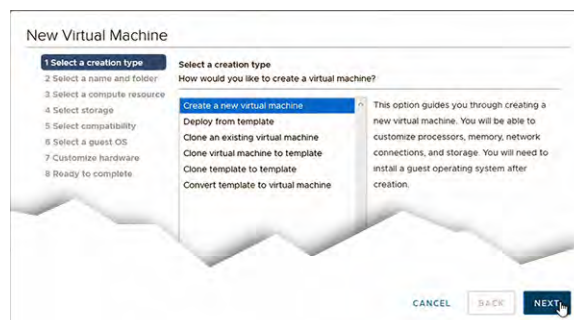 New Virtual Machine
1 Select a creation type
2 Select a name and folder
3 Select a compute resource
4 Select storage
5 Select compatibility
6 Select a guest OS
7 Customize hardware
8 Ready to complete
Select a creation type
How would you like to create a virtual machine?
Create a new virtual machine
Deploy from template
Clone an existing virtual machine
Clone virtual machine to template
Clone template to template
Convert template to virtual machine
This option guides you through creating a
new virtual machine. You will be able to
customize processors, memory, network
connections, and storage. You will need to
install a guest operating system after
creation.
CANCEL
BACK
NEXT